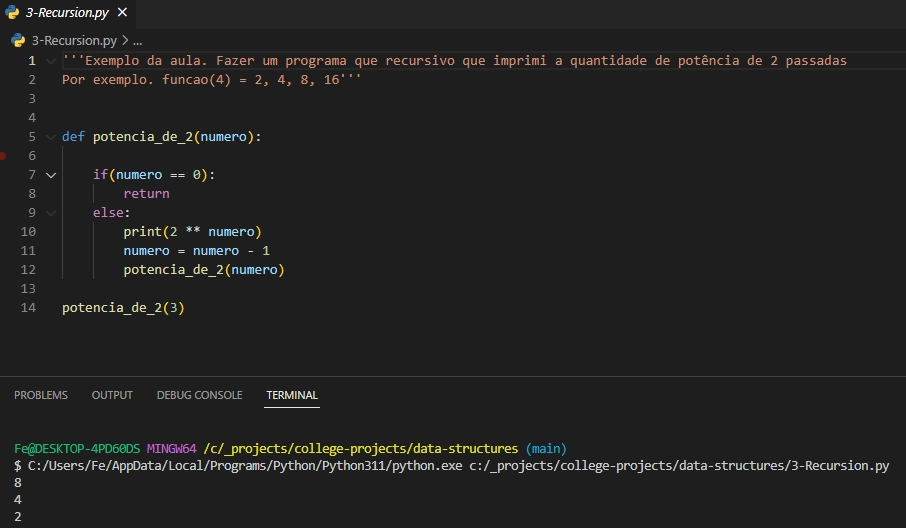 3-Recursion.py ×
3-Recursion.py > ...
1 '''Exemplo da aula. Fazer um programa que recursivo que imprimi a quantidade de potência de 2 passadas
2 Por exemplo. funcao(4) = 2, 4, 8, 16'''
3
4
5 def potencia_de_2(numero):
6
7     if(numero == 0):
8         return
9     else:
10         print(2 ** numero)
11         numero = numero - 1
12         potencia_de_2(numero)
13
14 potencia_de_2(3)
PROBLEMS OUTPUT DEBUG CONSOLE TERMINAL
Fe@DESKTOP-4PD60DS MINGW64 /c/_projects/college-projects/data-structures (main)
$ C:/Users/Fe/AppData/Local/Programs/Python/Python311/python.exe c:/_projects/college-projects/data-structures/3-Recursion.py
8
4
2